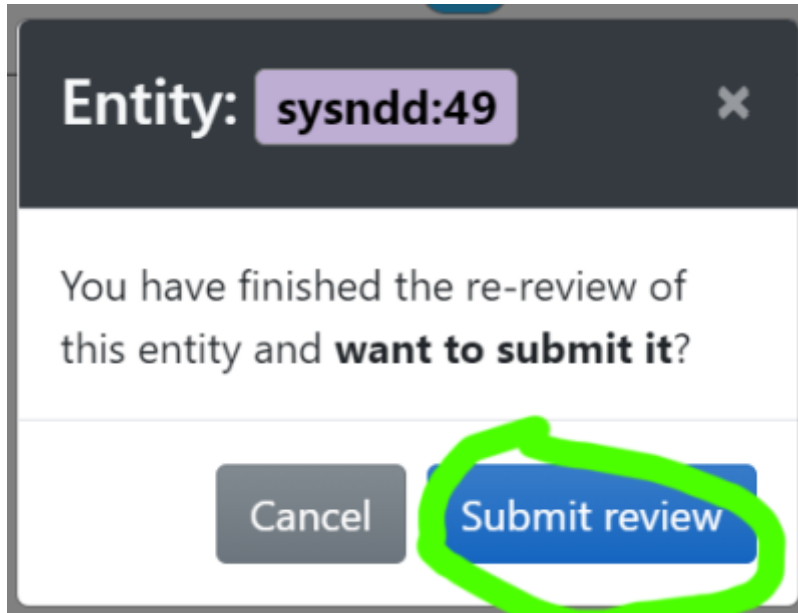 Entity: sysndd:49 ×
You have finished the re-review of
this entity and want to submit it?
Cancel Submit review